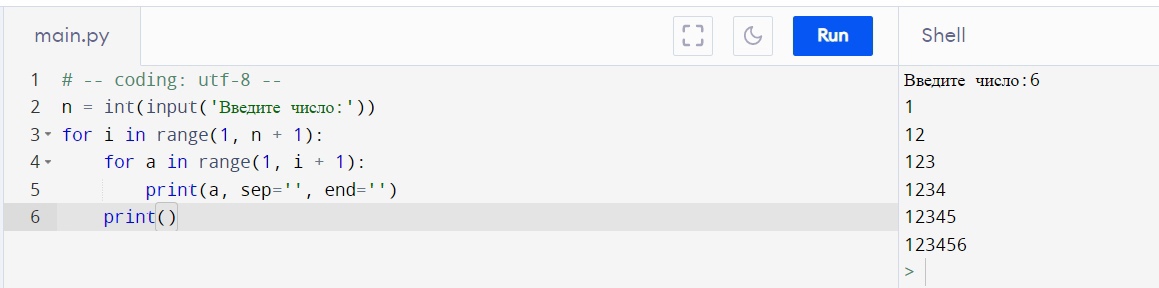 main.py
Run
Shell
1 # -- coding: utf-8 --
2 n = int(input('Введите число:'))
3 for i in range(1, n + 1):
4     for a in range(1, i + 1):
5         print(a, sep='', end='')
6     print()
Введите число:6
1
12
123
1234
12345
123456
>